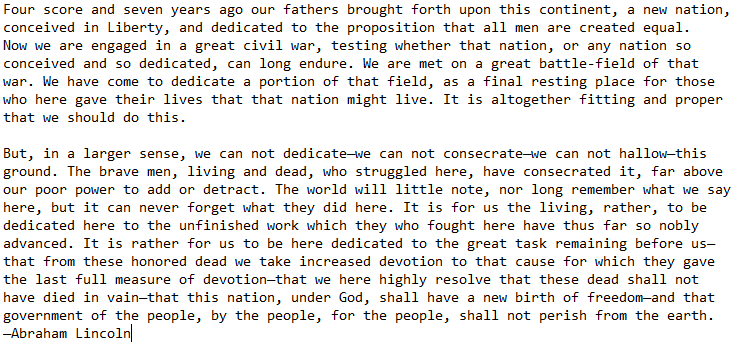 Four score and seven years ago our fathers brought forth upon this continent, a new nation,
conceived in Liberty, and dedicated to the proposition that all men are created equal.
Now we are engaged in a great civil war, testing whether that nation, or any nation so
conceived and so dedicated, can long endure. We are met on a great battle-field of that
war. We have come to dedicate a portion of that field, as a final resting place for those
who here gave their lives that that nation might live. It is altogether fitting and proper
that we should do this.

But, in a larger sense, we can not dedicate—we can not consecrate—we can not hallow—this
ground. The brave men, living and dead, who struggled here, have consecrated it, far above
our poor power to add or detract. The world will little note, nor long remember what we say
here, but it can never forget what they did here. It is for us the living, rather, to be
dedicated here to the unfinished work which they who fought here have thus far so nobly
advanced. It is rather for us to be here dedicated to the great task remaining before us—
that from these honored dead we take increased devotion to that cause for which they gave
the last full measure of devotion—that we here highly resolve that these dead shall not
have died in vain—that this nation, under God, shall have a new birth of freedom—and that
government of the people, by the people, for the people, shall not perish from the earth.
—Abraham Lincoln